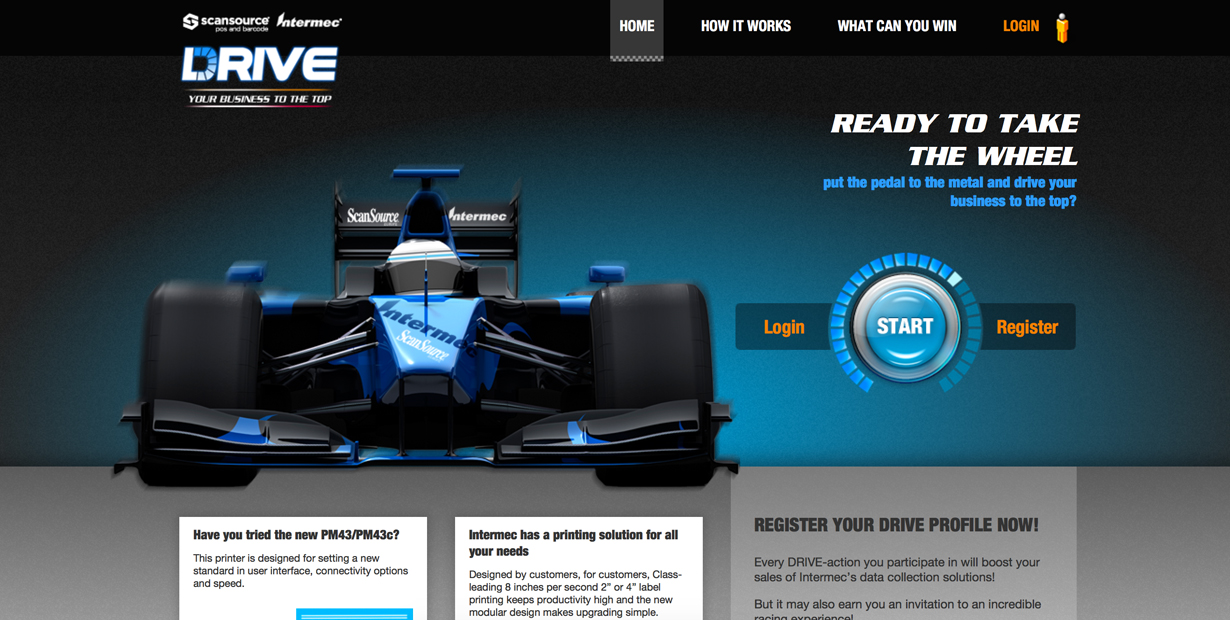 scansource Intermec
pos and barcode
DRIVE
YOUR BUSINESS TO THE TOP
HOME HOW IT WORKS WHAT CAN YOU WIN LOGIN
READY TO TAKE
THE WHEEL
put the pedal to the metal and drive your
business to the top?
ScanSource Intermec
Intermec
ScanSource
Login START Register
Have you tried the new PM43/PM43c?
This printer is designed for setting a new
standard in user interface, connectivity options
and speed.
Intermec has a printing solution for all
your needs
Designed by customers, for customers, Class-
leading 8 inches per second 2” or 4” label
printing keeps productivity high and the new
modular design makes upgrading simple.
REGISTER YOUR DRIVE PROFILE NOW!
Every DRIVE-action you participate in will boost your
sales of Intermec's data collection solutions!
But it may also earn you an invitation to an incredible
racing experience!